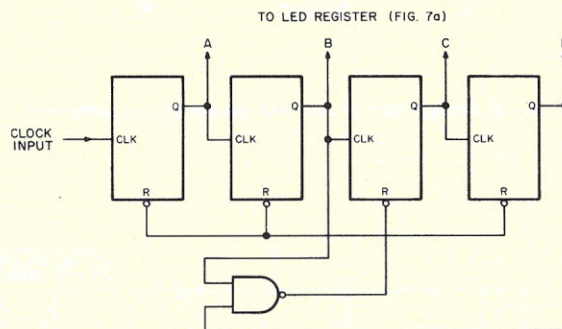 TO LED REGISTER (FIG. 7a)
A B C
Q Q Q Q
CLOCK
INPUT
CLK CLK CLK CLK
R R R R